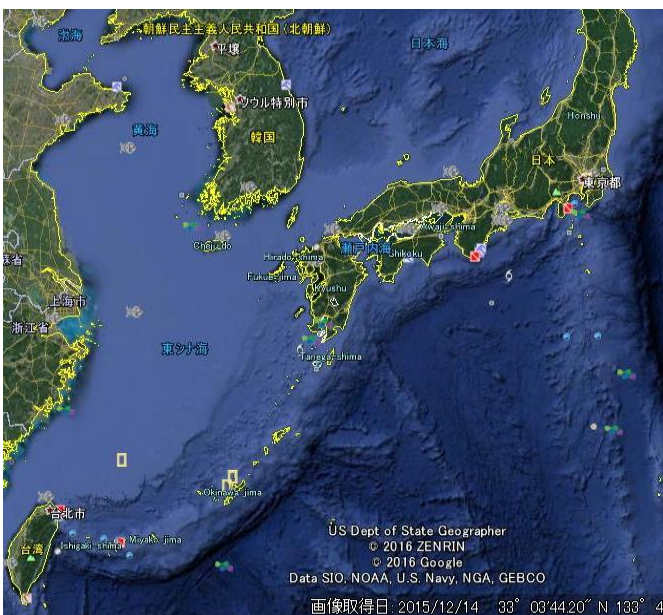 朝鮮民主主義人民共和国(北朝鮮)
渤海
平壌
日本海
ソウル特別市
Honshu
黄海
韓国
日本
東京都
Awaji-shima
Cheju-do
瀬戸内海
Shikoku
Hirado-shima
蘇省
Fukue-jima
Kyushu
上海市
浙江省
東シナ海
Tanega-shima
Okinawa-jima
台北市
Miyako-jima
Ishigaki-shima
台湾
US Dept of State Geographer
© 2016 ZENRIN
© 2016 Google
Data SIO, NOAA, U.S. Navy, NGA, GEBCO
画像取得日: 2015/12/14 33° 03'44.20" N 133°